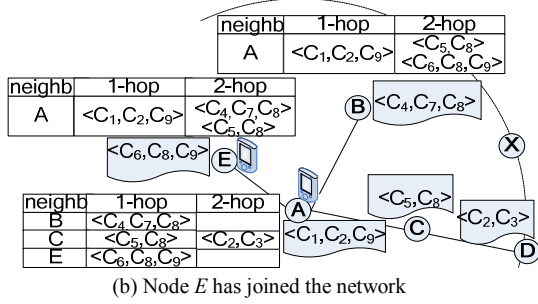 neighb 1-hop 2-hop
A <C1,C2,C9> <C5,C8>
<C6,C8,C9>
neighb 1-hop 2-hop
A <C1,C2,C9> <C4,C7,C8>
<C5,C8>
B <C4,C7,C8>
X
<C6,C8,C9> E
neighb 1-hop 2-hop
B <C4,C7,C8>
C <C5,C8> <C2,C3>
E <C6,C8,C9>
A <C1,C2,C9>
<C5,C8>
C
<C2,C3>
D
(b) Node E has joined the network